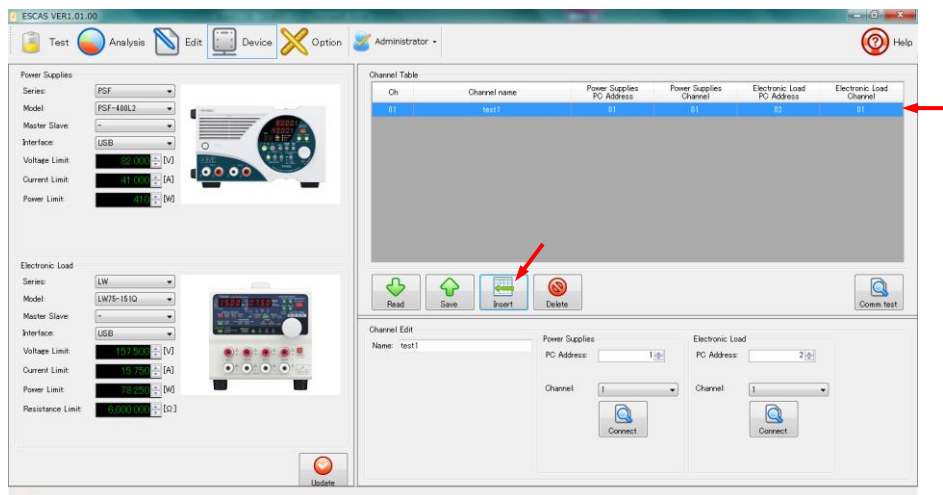 ESCAS VER1.01.00
Test Analysis Edit Device Option Administrator Help
Power Supplies
Series: PSF
Model: PSF-400L2
Master Slave: -
Interface: USB
Voltage Limit: 82.000 [V]
Current Limit: 41.000 [A]
Power Limit: 410 [W]
Electronic Load
Series: LW
Model: LW75-151Q
Master Slave: -
Interface: USB
Voltage Limit: 157.500 [V]
Current Limit: 15.750 [A]
Power Limit: 78.250 [W]
Resistance Limit: 6,000.000 [Ω]
Update
Channel Table
Ch Channel name Power Supplies PC Address Power Supplies Channel Electronic Load PC Address Electronic Load Channel
01 test1 01 01 02 01
Read Save Insert Delete Comm test
Channel Edit
Name: test1
Power Supplies
PC Address: 1
Channel: 1
Connect
Electronic Load
PC Address: 2
Channel: 1
Connect